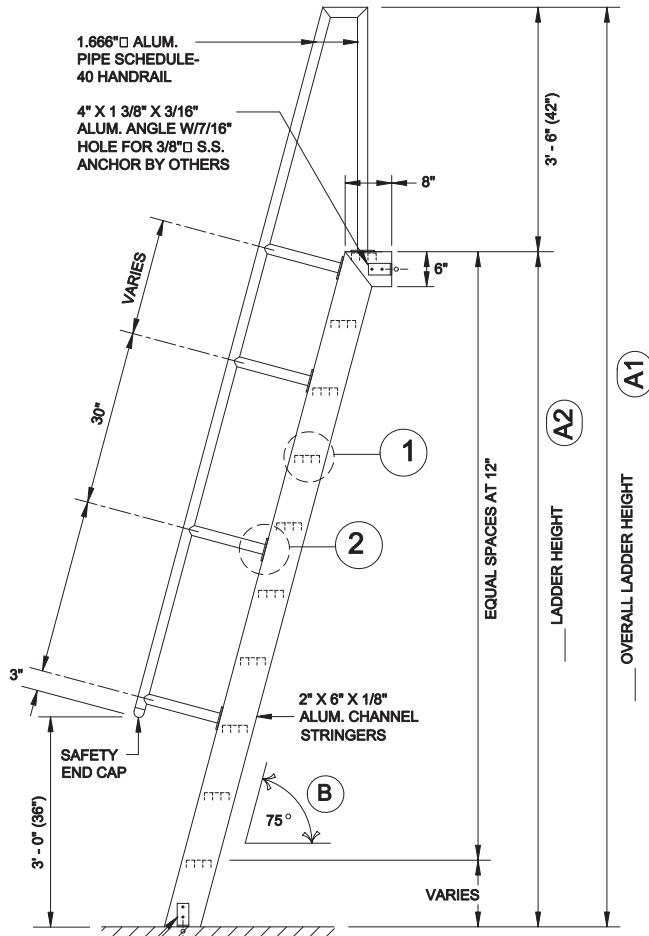 1.666"□ ALUM.
PIPE SCHEDULE-
40 HANDRAIL
4" X 1 3/8" X 3/16"
ALUM. ANGLE W/7/16"
HOLE FOR 3/8"□ S.S.
ANCHOR BY OTHERS
3' - 6" (42")
8"
6"
VARIES
30"
1
2
A1
A2
EQUAL SPACES AT 12"
LADDER HEIGHT
OVERALL LADDER HEIGHT
3"
SAFETY
END CAP
2" X 6" X 1/8"
ALUM. CHANNEL
STRINGERS
B
75°
3' - 0" (36")
VARIES